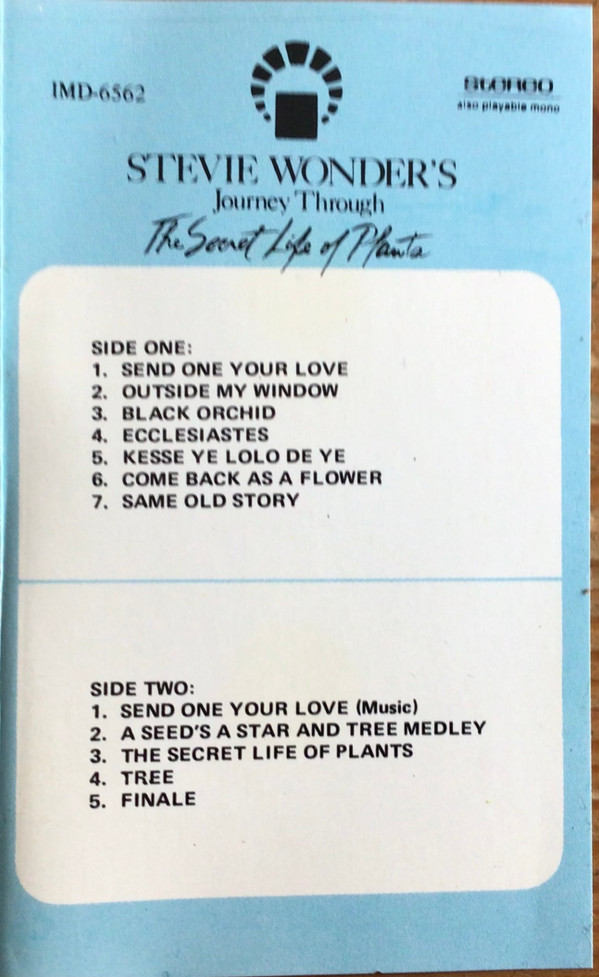 IMD-6562
STEREO
also playable mono
STEVIE WONDER'S
Journey Through
The Secret Life of Plants
SIDE ONE:
1. SEND ONE YOUR LOVE
2. OUTSIDE MY WINDOW
3. BLACK ORCHID
4. ECCLESIASTES
5. KESSE YE LOLO DE YE
6. COME BACK AS A FLOWER
7. SAME OLD STORY
SIDE TWO:
1. SEND ONE YOUR LOVE (Music)
2. A SEED'S A STAR AND TREE MEDLEY
3. THE SECRET LIFE OF PLANTS
4. TREE
5. FINALE